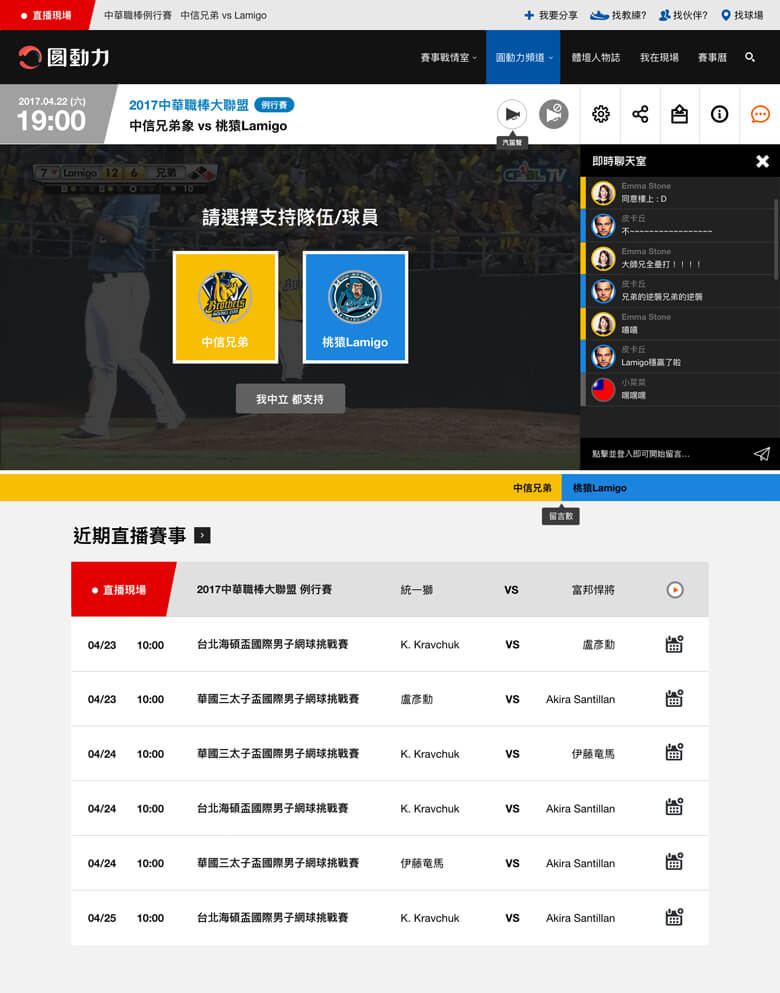 直播現場 中華職棒例行賽 中信兄弟 vs Lamigo 我要分享 找教練? 找伙伴? 找球場
圓動力 賽事戰情室 圓動力頻道 體壇人物誌 我在現場 賽事曆
2017.04.22 (六)
19:00
2017中華職棒大聯盟 例行賽
中信兄弟象 vs 桃猿Lamigo
汽笛聲
7 Lamigo 12 6 兄弟
10
CPBL TV
請選擇支持隊伍/球員
Brothers
中信兄弟
桃猿Lamigo
我中立 都支持
即時聊天室
Emma Stone
同意樓上 : D
皮卡丘
不~~~~~~~~~~~~~~~~~
Emma Stone
大師兄全壘打！！！！
皮卡丘
兄弟的逆襲兄弟的逆襲
Emma Stone
嘻嘻
皮卡丘
Lamigo穩贏了啦
小菜菜
嘿嘿嘿
點擊並登入即可開始留言...
中信兄弟 桃猿Lamigo
留言數
近期直播賽事
直播現場 2017中華職棒大聯盟 例行賽 統一獅 VS 富邦悍將
04/23 10:00 台北海碩盃國際男子網球挑戰賽 K. Kravchuk VS 盧彥勳
04/23 10:00 華國三太子盃國際男子網球挑戰賽 盧彥勳 VS Akira Santillan
04/24 10:00 華國三太子盃國際男子網球挑戰賽 K. Kravchuk VS 伊藤竜馬
04/24 10:00 台北海碩盃國際男子網球挑戰賽 K. Kravchuk VS Akira Santillan
04/24 10:00 華國三太子盃國際男子網球挑戰賽 伊藤竜馬 VS Akira Santillan
04/25 10:00 台北海碩盃國際男子網球挑戰賽 K. Kravchuk VS Akira Santillan